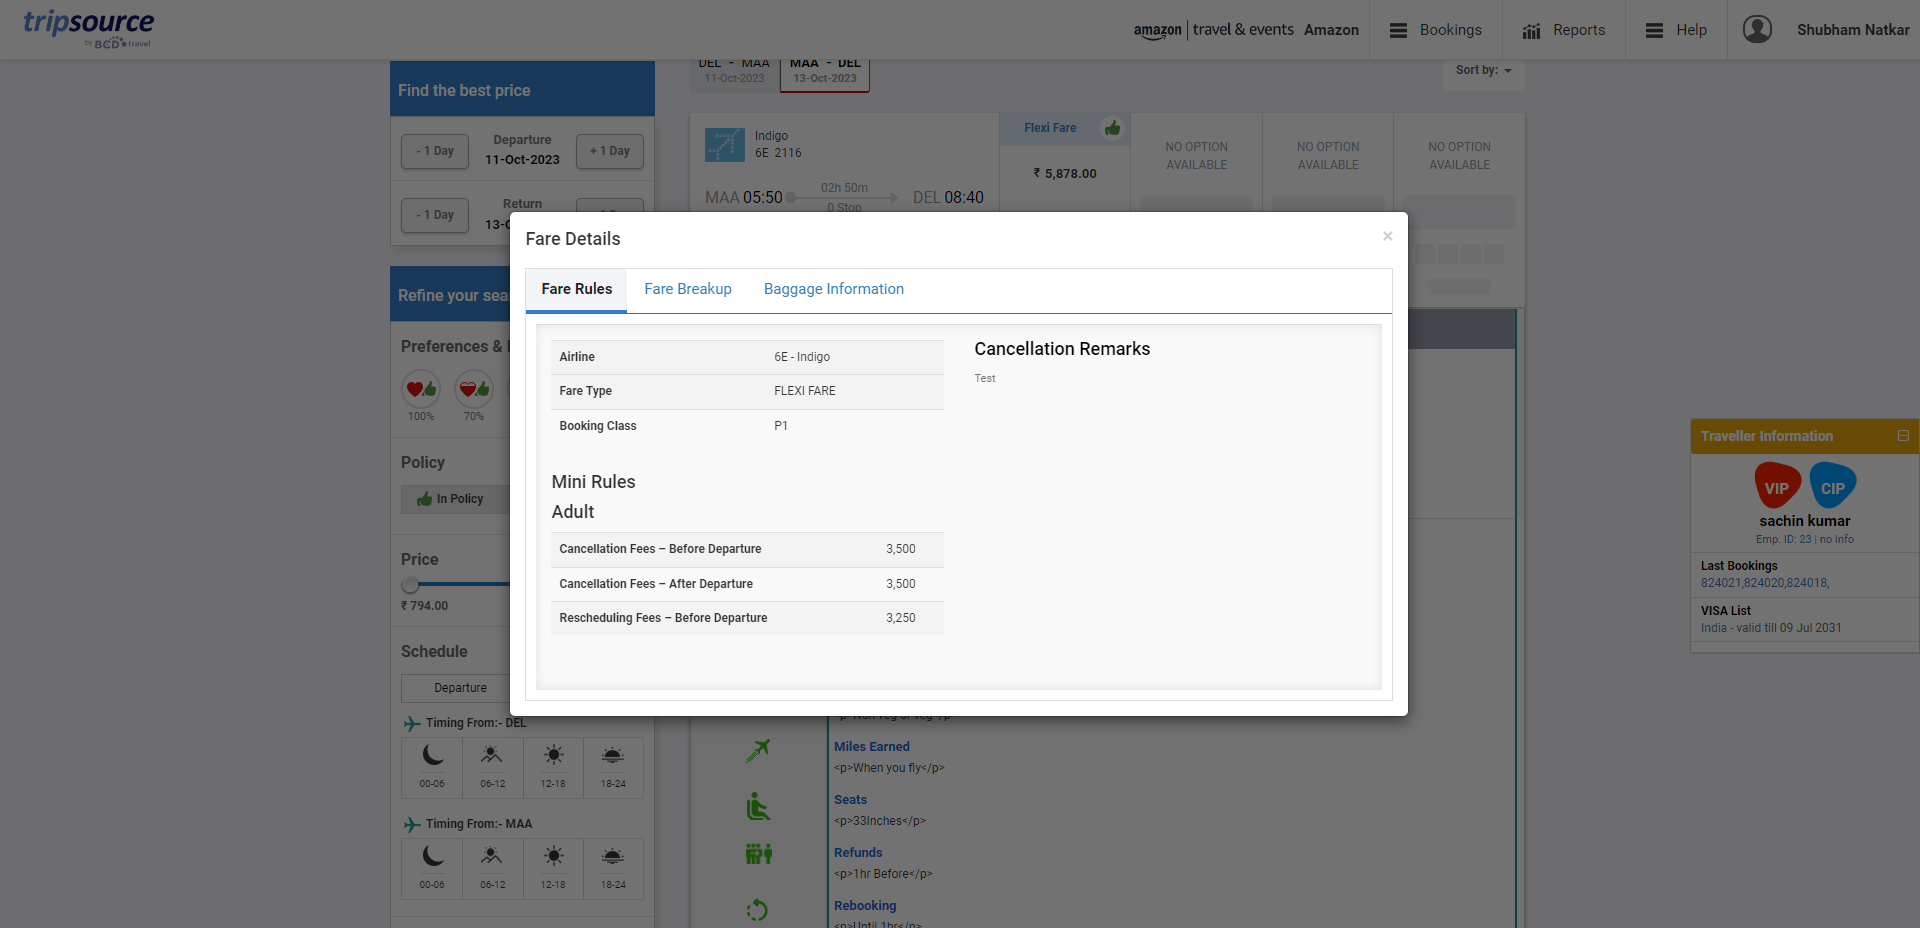 tripsource
by BCD travel
amazon | travel & events Amazon
Bookings
Reports
Help
Shubham Natkar
Find the best price
- 1 Day
Departure
11-Oct-2023
+ 1 Day
- 1 Day
Return
Refine your sea
Preferences &
100%
70%
Policy
In Policy
Price
₹ 794.00
Schedule
Departure
Timing From:- DEL
00-06
06-12
12-18
18-24
Timing From:- MAA
00-06
06-12
12-18
18-24
DEL - MAA
11-Oct-2023
MAA - DEL
13-Oct-2023
Sort by:
Indigo
6E 2116
MAA 05:50
02h 50m
0 Stop
DEL 08:40
Flexi Fare
₹ 5,878.00
NO OPTION
AVAILABLE
NO OPTION
AVAILABLE
NO OPTION
AVAILABLE
Fare Details
×
Fare Rules
Fare Breakup
Baggage Information
Airline 6E - Indigo
Fare Type FLEXI FARE
Booking Class P1
Mini Rules
Adult
Cancellation Fees – Before Departure 3,500
Cancellation Fees – After Departure 3,500
Rescheduling Fees – Before Departure 3,250
Cancellation Remarks
Test
Miles Earned
<p>When you fly</p>
Seats
<p>33Inches</p>
Refunds
<p>1hr Before</p>
Rebooking
<p>Until 1hr</p>
Traveller Information
VIP
CIP
sachin kumar
Emp. ID: 23 | no Info
Last Bookings
824021,824020,824018,
VISA List
India - valid till 09 Jul 2031